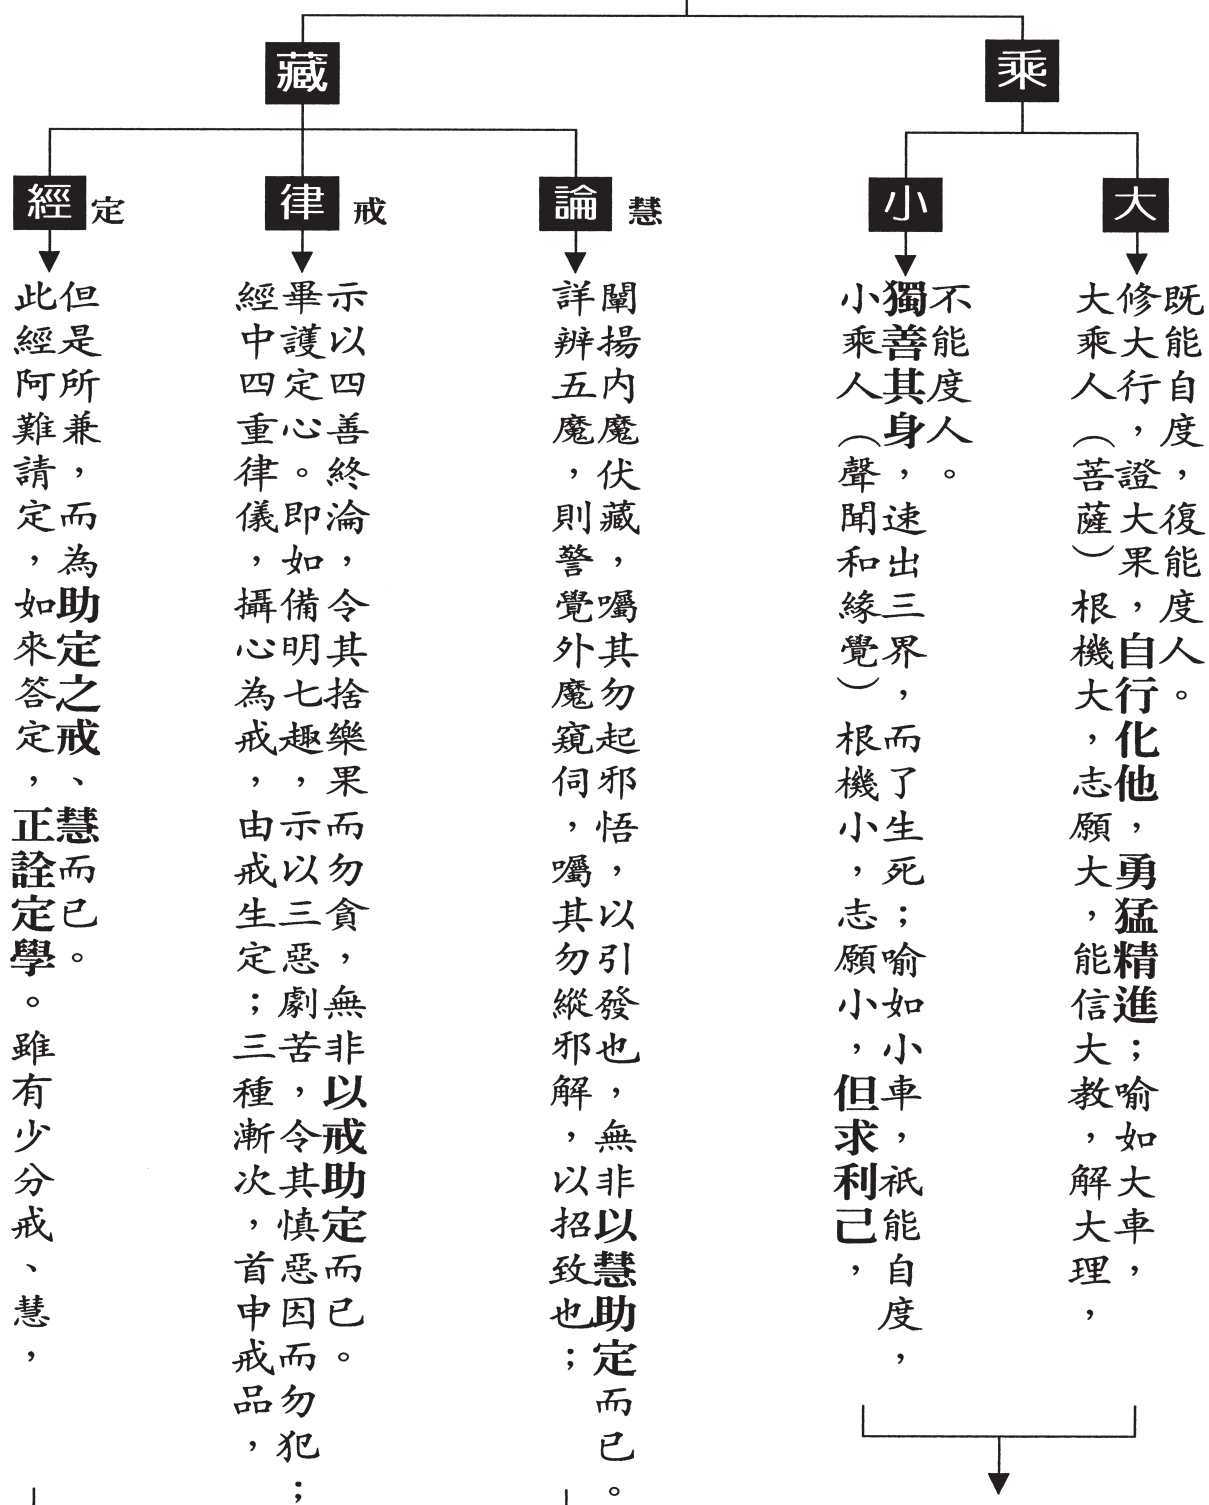 乘
大
大乘人（菩薩）根機大，志願大，能信大教，解大理，
修大行，證大果，自行化他，勇猛精進；喻如大車，
既能自度，復能度人。
小
小乘人（聲聞和緣覺）根機小，志願小，但求利己，
獨善其身，速出三界，而了生死；喻如小車，祇能自度，
不能度人。
藏
論 慧
詳辨五魔，則警覺外魔窺伺，囑其勿縱邪解，以招致也；
闡揚内魔伏藏，囑其勿起邪悟，以引發也，無非以慧助定而已。
律 戒
經中四重律儀，攝心為戒，由戒生定；三種漸次，首申戒品，
畢護定心。即如備明七趣，示以三惡劇苦，令其慎惡因而勿犯；
示以四善終淪，令其捨樂果而勿貪，無非以戒助定而已。
經 定
此經阿難請定，如來答定，正詮定學。雖有少分戒、慧，
但是所兼，而為助定之戒、慧而已。